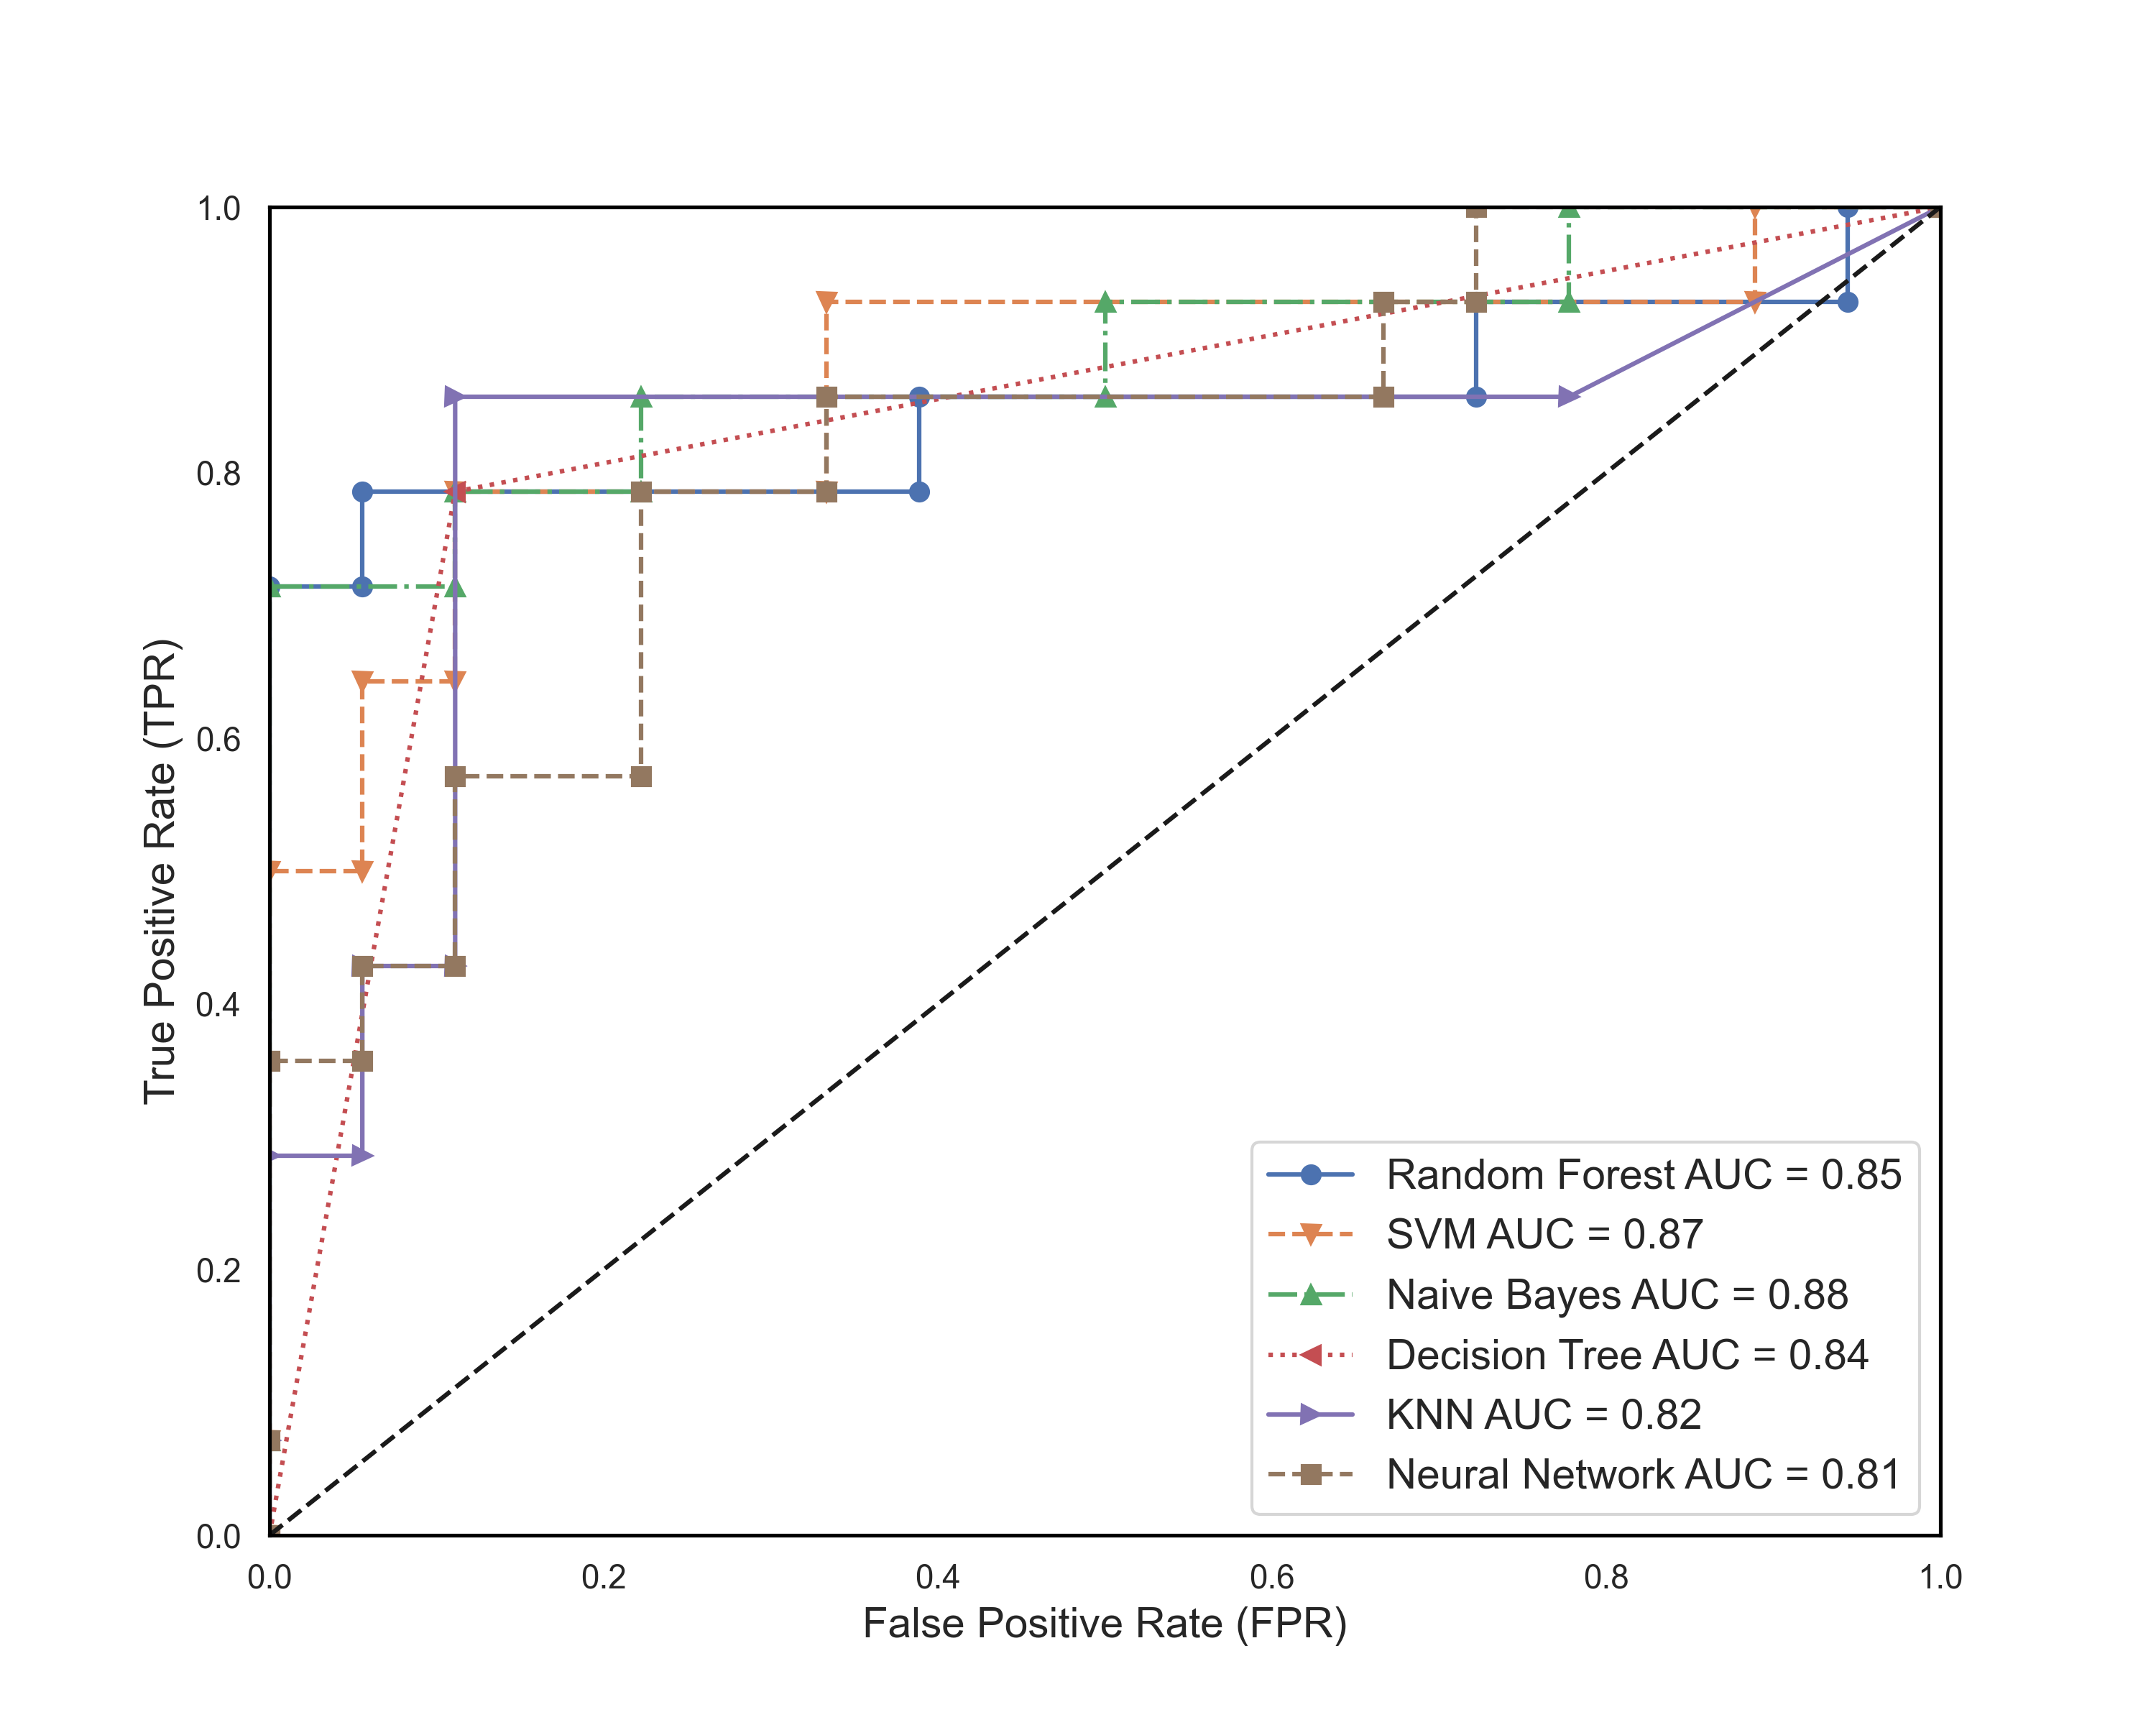 1.0
0.8
0.6
0.4
0.2
0.0
True Positive Rate (TPR)
Random Forest AUC = 0.85
SVM AUC = 0.87
Naive Bayes AUC = 0.88
Decision Tree AUC = 0.84
KNN AUC = 0.82
Neural Network AUC = 0.81
0.0 0.2 0.4 0.6 0.8 1.0
False Positive Rate (FPR)